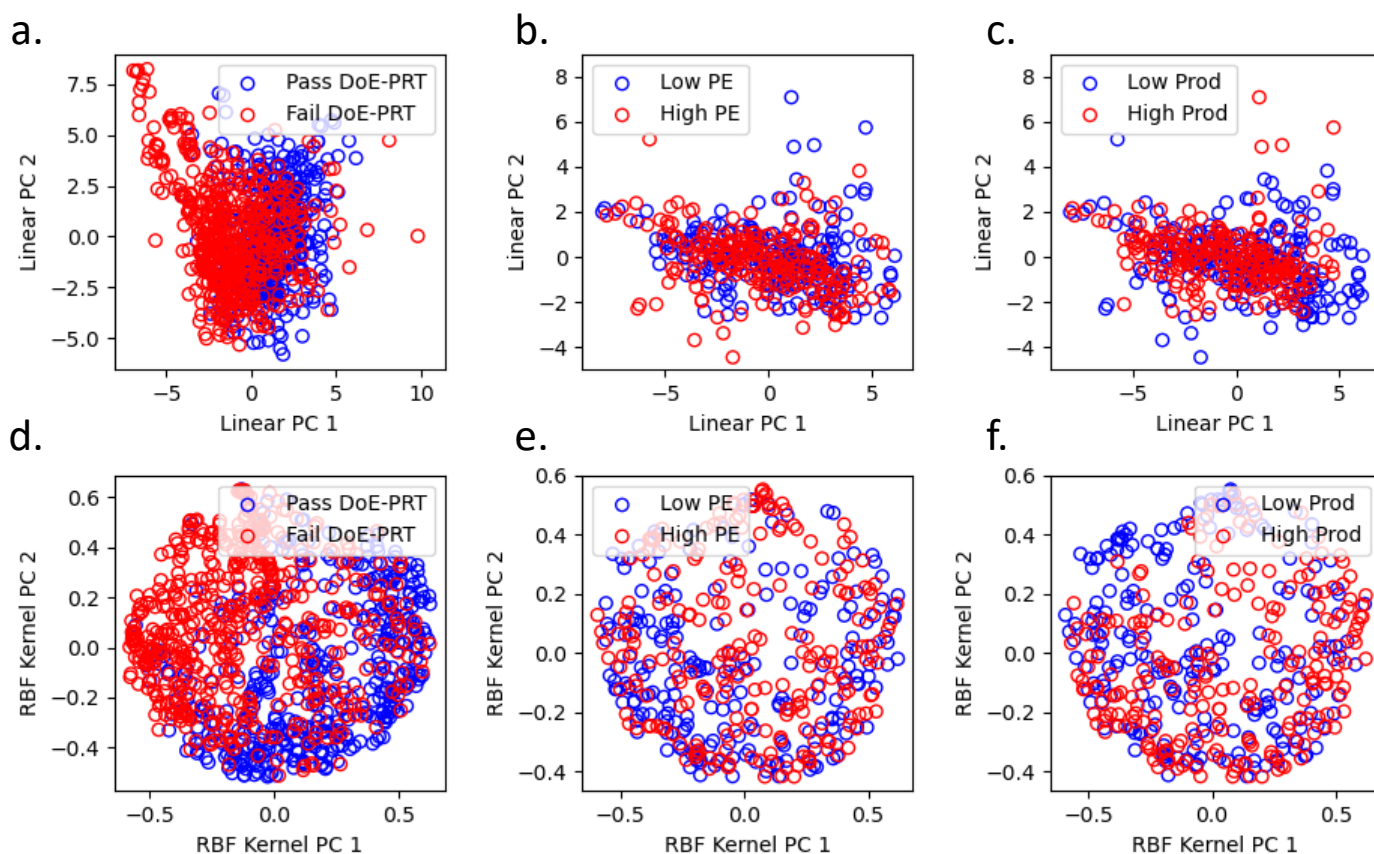 a.
b.
c.
Pass DoE-PRT
Fail DoE-PRT
7.5
5.0
2.5
0.0
−2.5
−5.0
Linear PC 2
−5
0
5
10
Linear PC 1
Low PE
High PE
8
6
4
2
0
−2
−4
Linear PC 2
−5
0
5
Linear PC 1
Low Prod
High Prod
8
6
4
2
0
−2
−4
Linear PC 2
−5
0
5
Linear PC 1
d.
e.
f.
Pass DoE-PRT
Fail DoE-PRT
0.6
0.4
0.2
0.0
−0.2
−0.4
RBF Kernel PC 2
−0.5
0.0
0.5
RBF Kernel PC 1
Low PE
High PE
0.6
0.4
0.2
0.0
−0.2
−0.4
RBF Kernel PC 2
−0.5
0.0
0.5
RBF Kernel PC 1
Low Prod
High Prod
0.6
0.4
0.2
0.0
−0.2
−0.4
RBF Kernel PC 2
−0.5
0.0
0.5
RBF Kernel PC 1